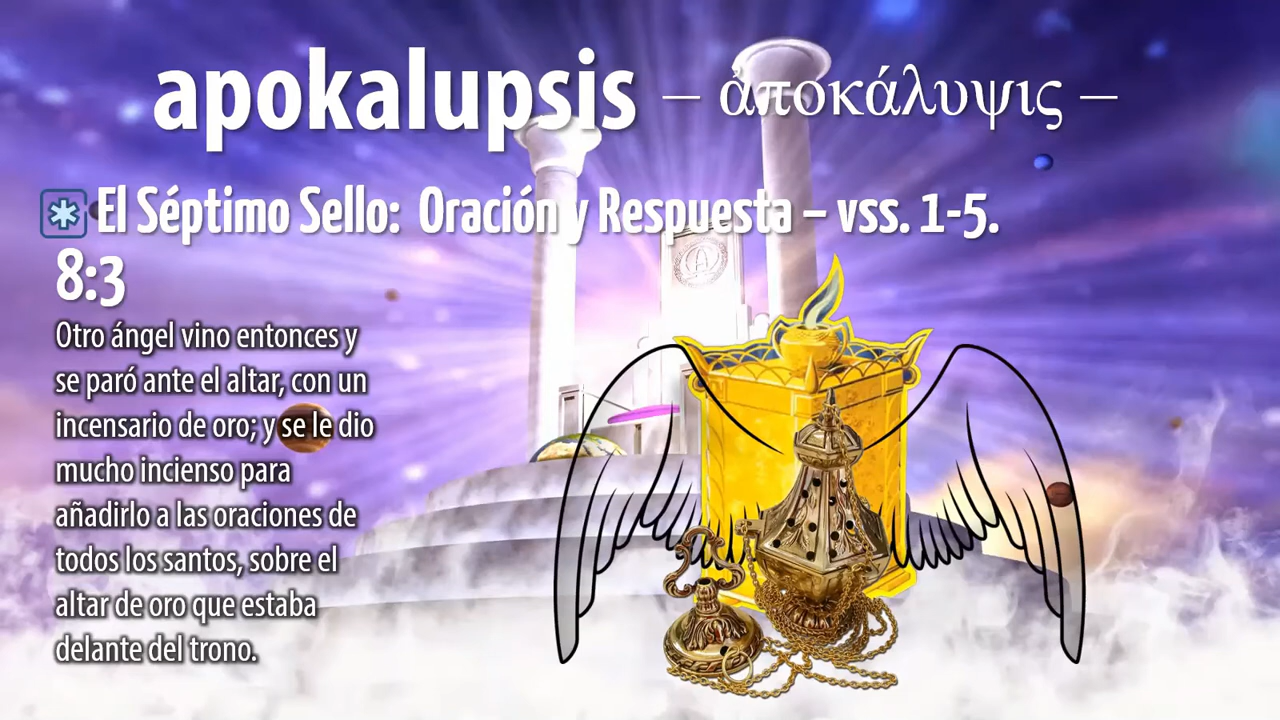 apokalupsis – ἀποκάλυψις –
El Séptimo Sello: Oración y Respuesta – vss. 1-5.
8:3
Otro ángel vino entonces y
se paró ante el altar, con un
incensario de oro; y se le dio
mucho incienso para
añadirlo a las oraciones de
todos los santos, sobre el
altar de oro que estaba
delante del trono.